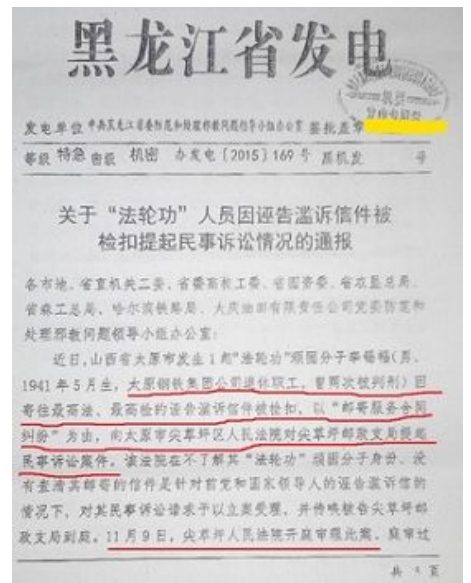 黑龙江省发电
发电单位 中共黑龙江省委防范和处理邪教问题领导小组办公室 签批盖章
等级 特急 密级 机密 办发电〔2015〕169号 黑机发 号
关于“法轮功”人员因诬告滥诉信件被
检扣提起民事诉讼情况的通报
各市地、省直机关工委、省委高校工委、省国资委、省农垦总局、
省森工总局、哈尔滨铁路局、大庆油田有限责任公司党委防范和
处理邪教问题领导小组办公室:
近日,山西省太原市发生1起“法轮功”顽固分子李锡福(男,
1941年5月生,太原钢铁集团公司退休职工,曾两次被判刑)因
寄往最高法、最高检的诬告滥诉信件被检扣,以“邮寄服务合同
纠纷”为由,向太原市尖草坪区人民法院对尖草坪邮政支局提起
民事诉讼案件。该法院在不了解其“法轮功”顽固分子身份、没
有查清其邮寄的信件是针对前党和国家领导人的诬告滥诉信的
情况下,对其民事诉讼请求予以立案受理,并传唤被告尖草坪邮
政支局到庭。11月9日,尖草坪人民法院开庭审理此案。庭审过
共 页